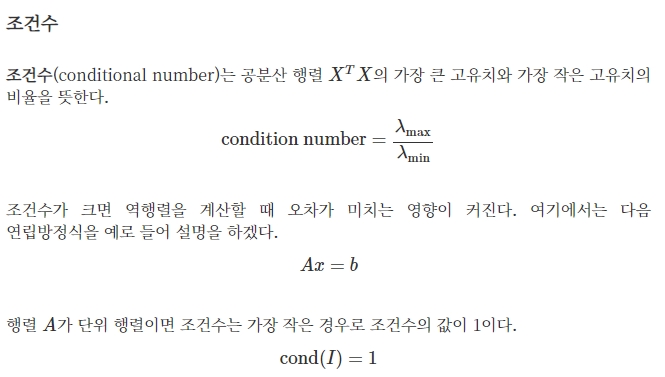 조건수
조건수(conditional number)는 공분산 행렬 $X^T X$의 가장 큰 고유치와 가장 작은 고유치의
비율을 뜻한다.
$$\text{condition number} = \frac{\lambda_{\max}}{\lambda_{\min}}$$
조건수가 크면 역행렬을 계산할 때 오차가 미치는 영향이 커진다. 여기에서는 다음
연립방정식을 예로 들어 설명을 하겠다.
$$Ax = b$$
행렬 $A$가 단위 행렬이면 조건수는 가장 작은 경우로 조건수의 값이 1이다.
$$\text{cond}(I) = 1$$